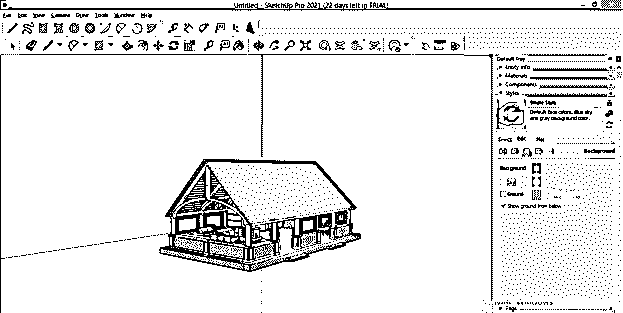 Untitled - SketchUp Pro 2021 (22 days left in TRIAL)
File Edit View Camera Draw Tools Window Help
Default Tray
Entity Info
Materials
Components
Styles
Simple Style
Default face colors. Blue sky
and gray background color.
Select Edit Mix
Background
Background
Sky
Ground
Show ground from below